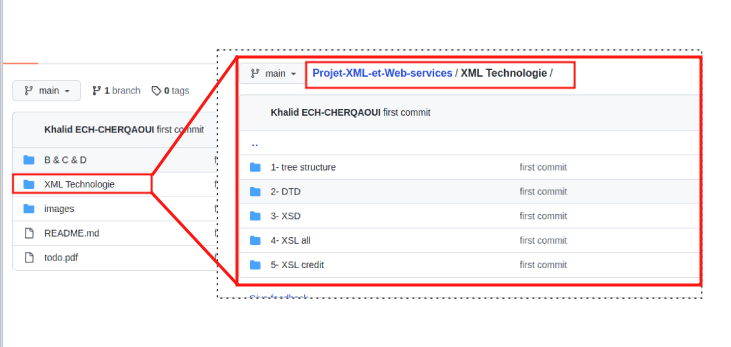 main
1 branch
0 tags
Khalid ECH-CHERQAOUI first commit
B & C & D
XML Technologie
images
README.md
todo.pdf
main
Projet-XML-et-Web-services / XML Technologie /
Khalid ECH-CHERQAOUI first commit
..
1- tree structure first commit
2- DTD first commit
3- XSD first commit
4- XSL all first commit
5- XSL credit first commit